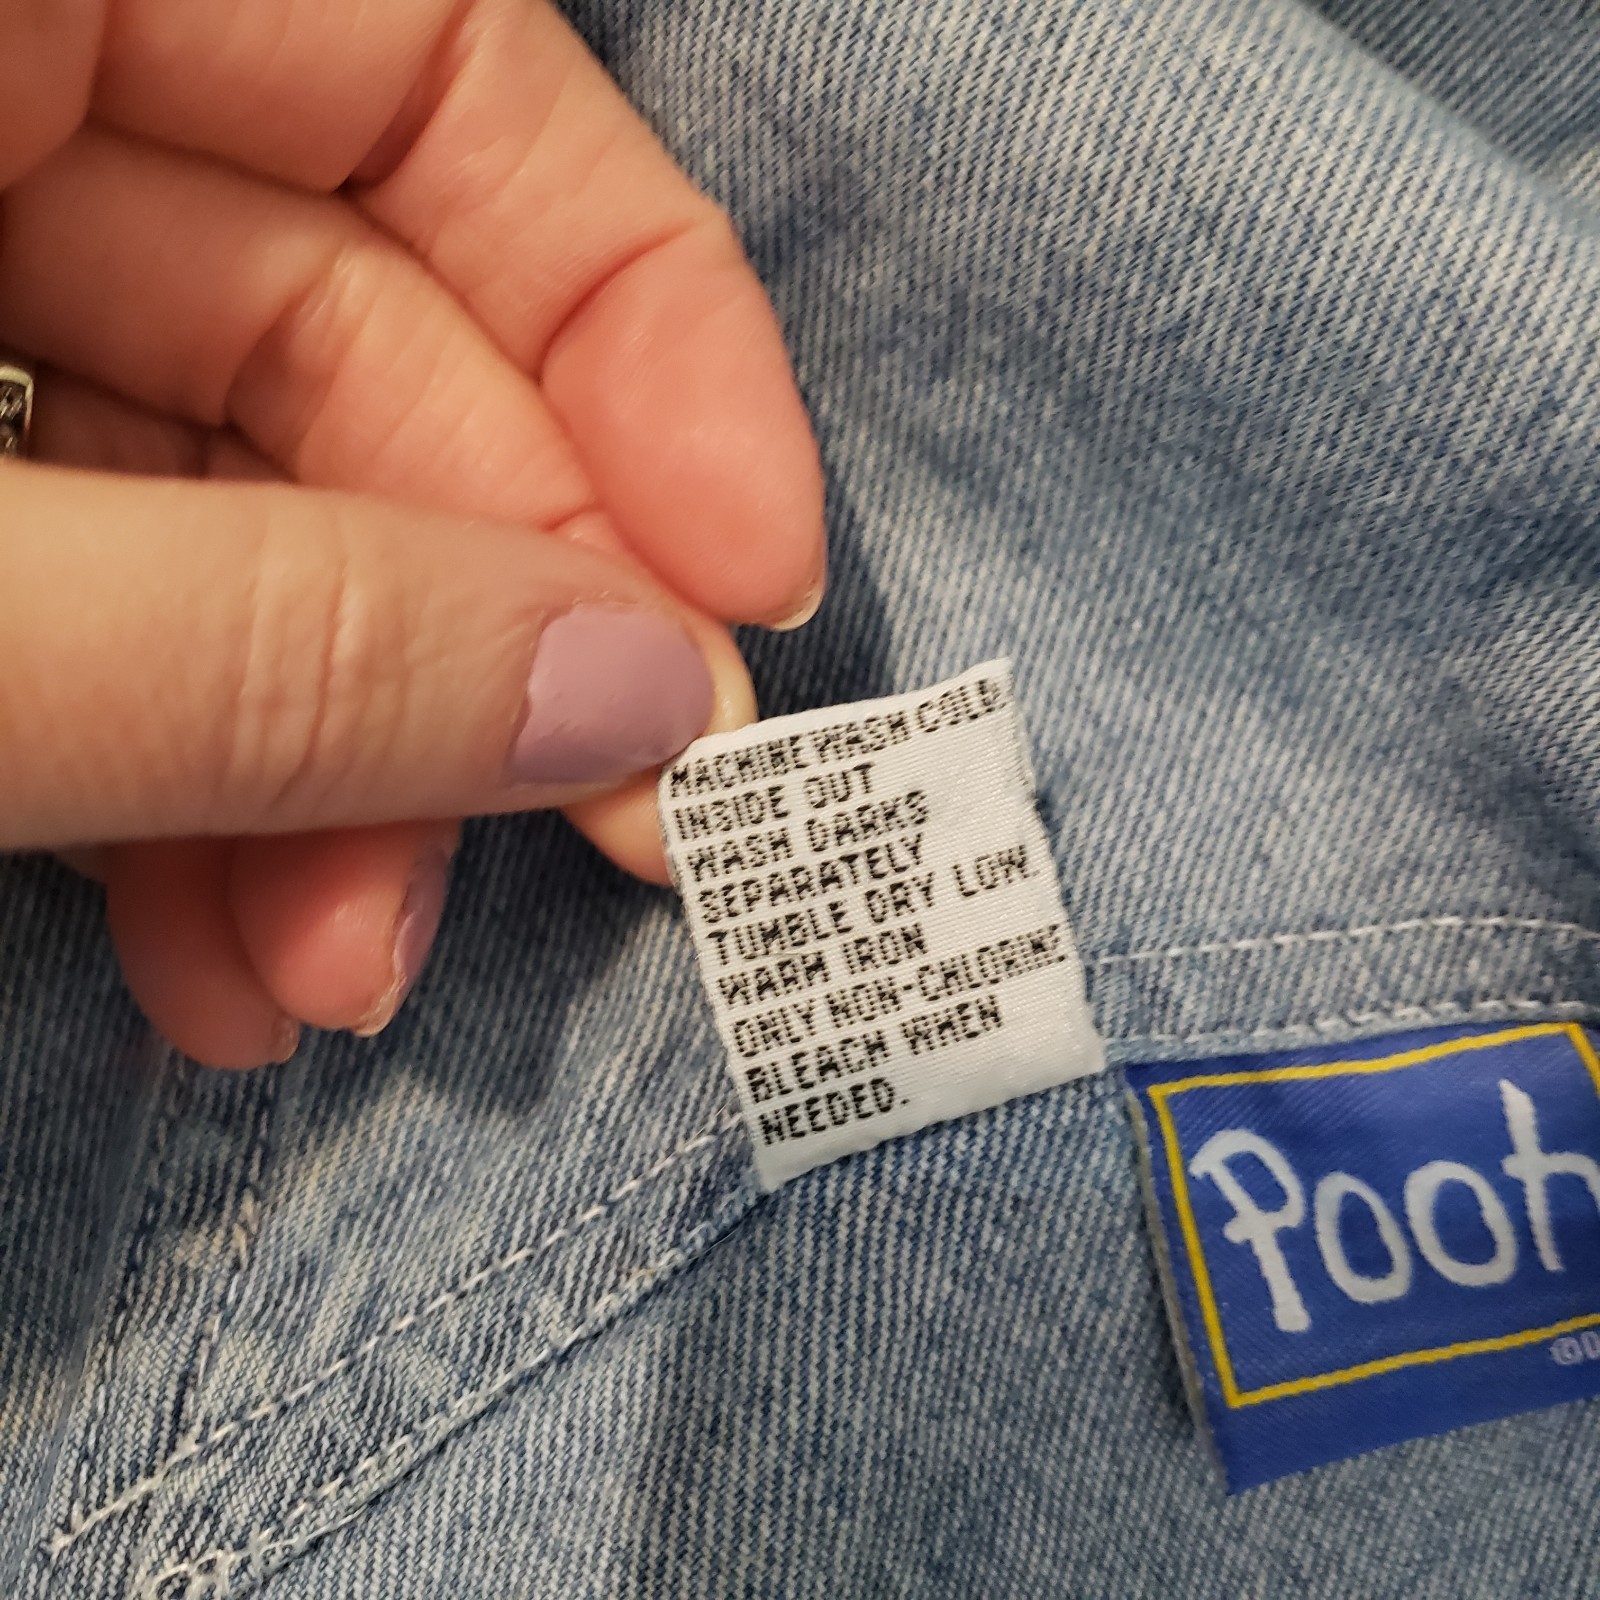 MACHINE WASH COLD
INSIDE OUT
WASH DARKS
SEPARATELY
TUMBLE DRY LOW.
WARM IRON
ONLY NON-CHLORINE
BLEACH WHEN
NEEDED.
Pooh